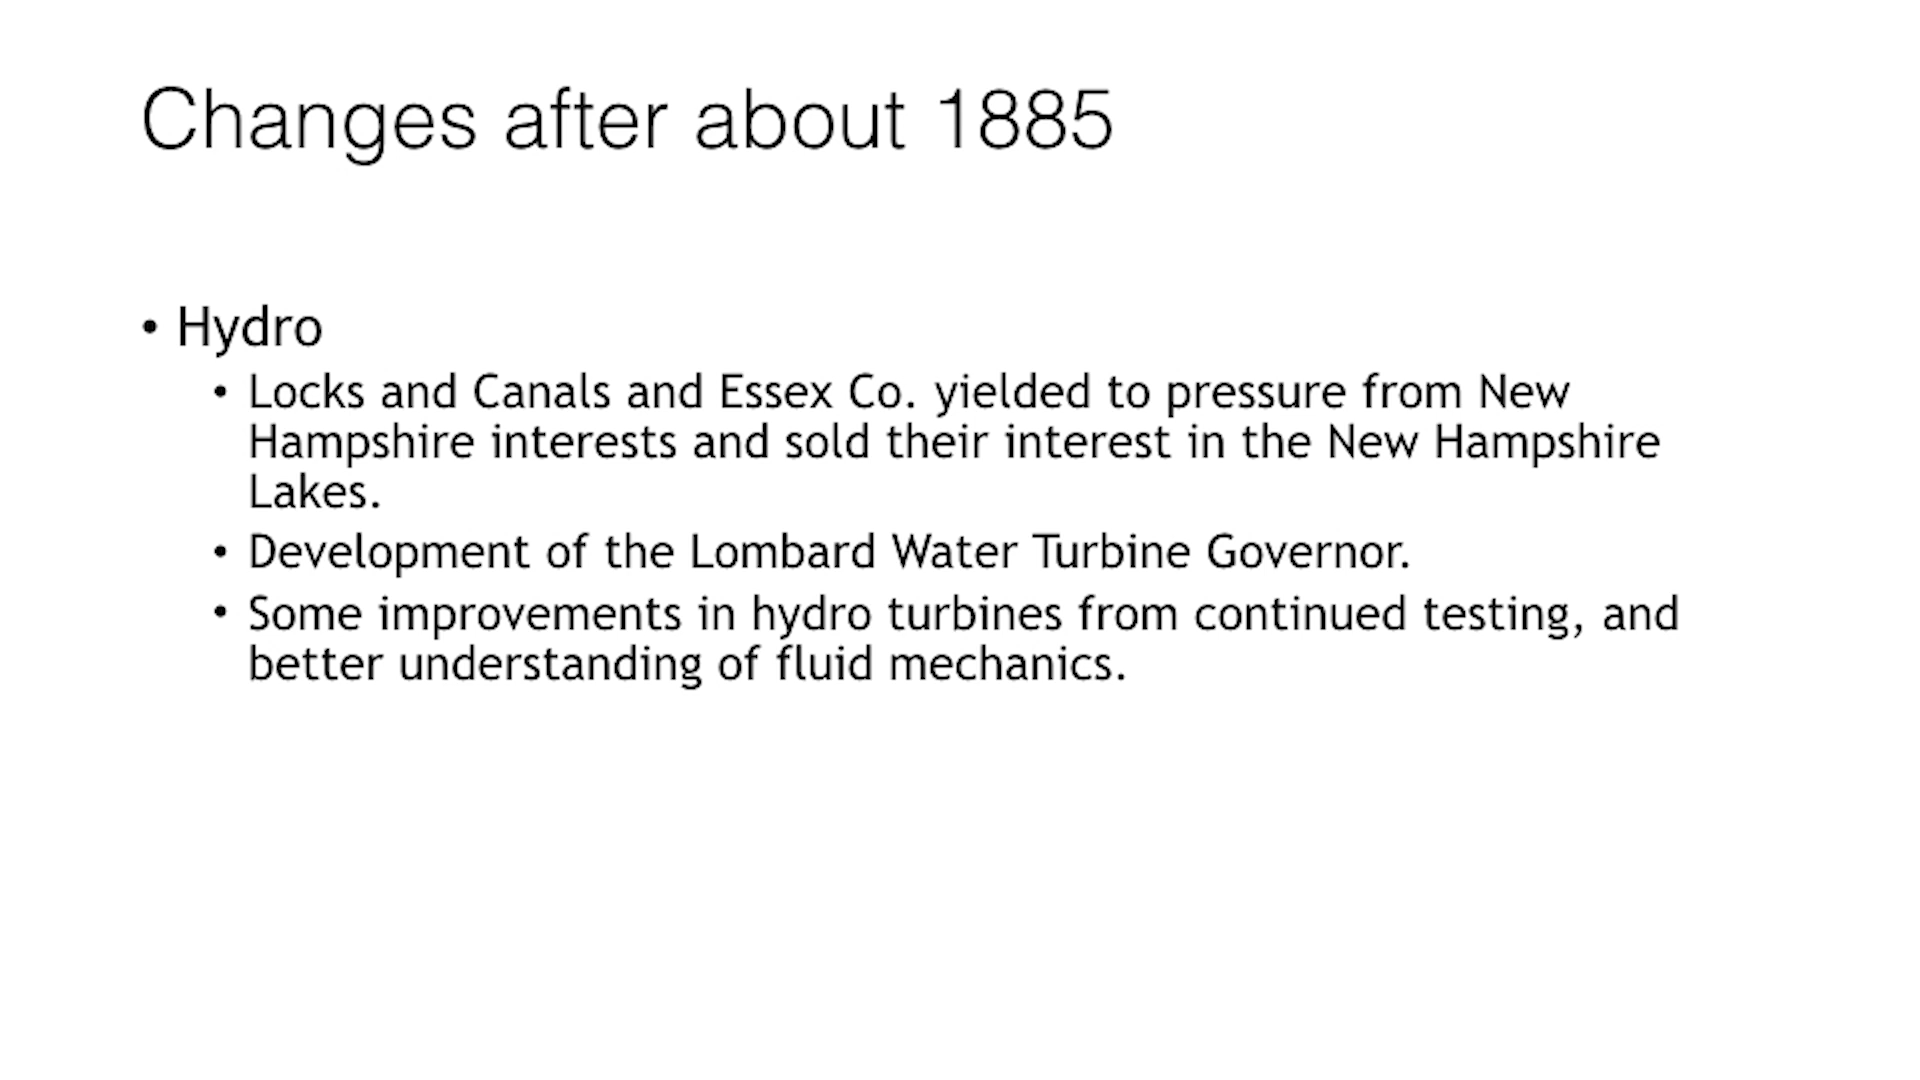 Changes after about 1885
• Hydro
• Locks and Canals and Essex Co. yielded to pressure from New
Hampshire interests and sold their interest in the New Hampshire
Lakes.
• Development of the Lombard Water Turbine Governor.
• Some improvements in hydro turbines from continued testing, and
better understanding of fluid mechanics.